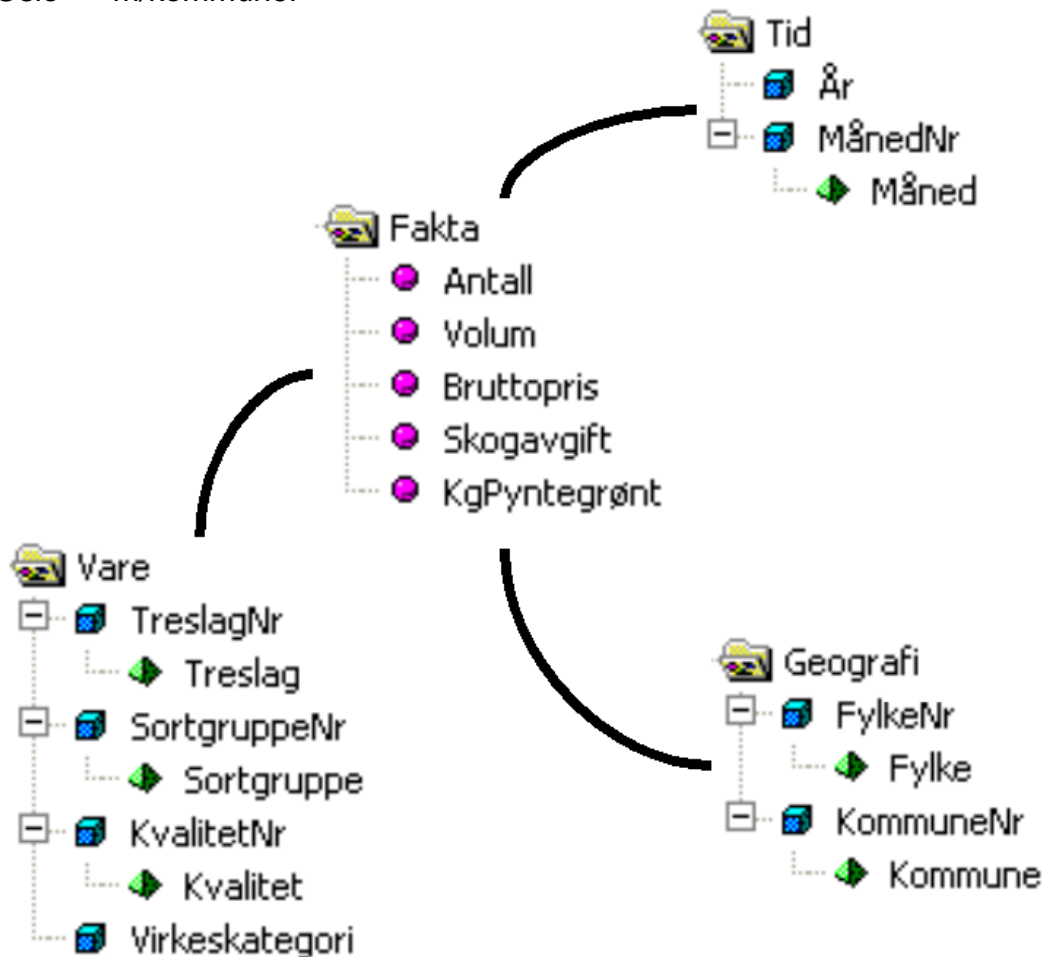 m/kommuner
Tid
År
MånedNr
Måned
Fakta
Antall
Volum
Bruttopris
Skogavgift
KgPyntegrønt
Vare
TreslagNr
Treslag
SortgruppeNr
Sortgruppe
KvalitetNr
Kvalitet
Virkeskategori
Geografi
FylkeNr
Fylke
KommuneNr
Kommune